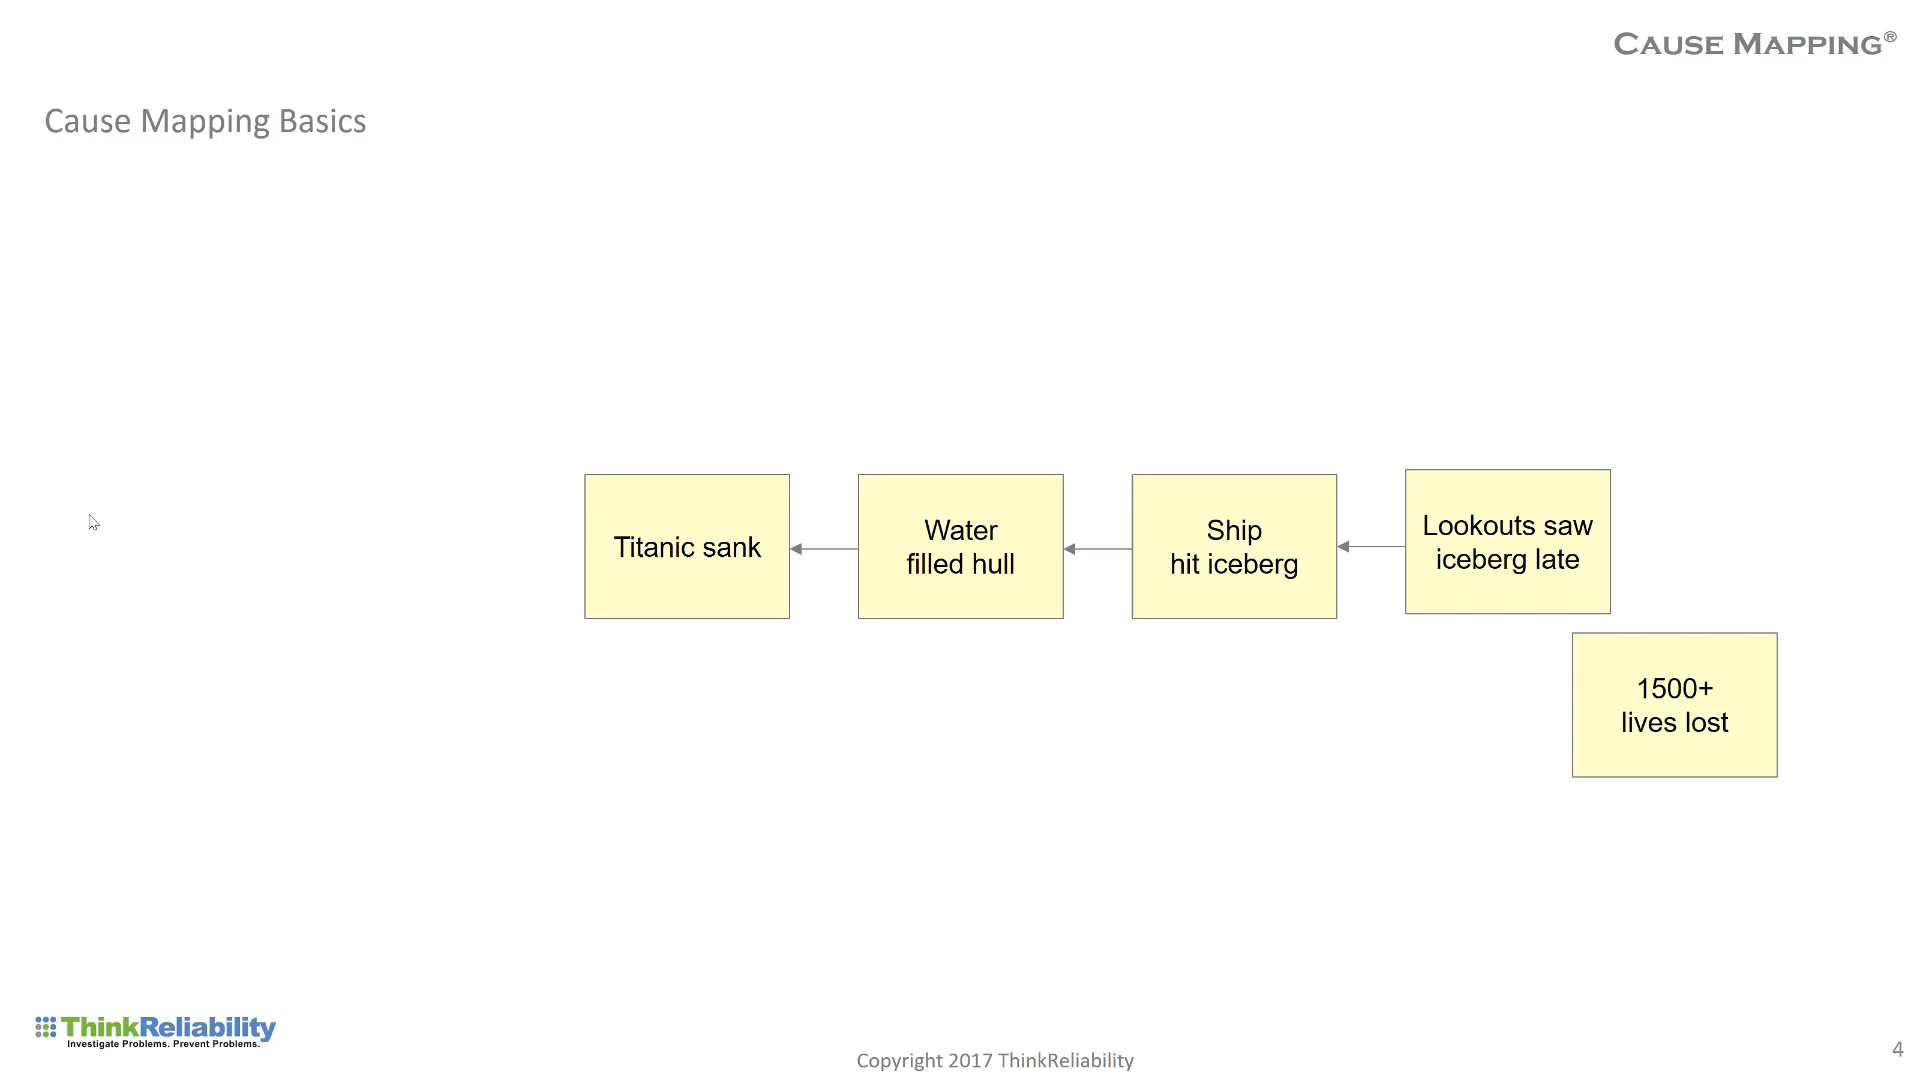 CAUSE MAPPING®
Cause Mapping Basics
Titanic sank
Water
filled hull
Ship
hit iceberg
Lookouts saw
iceberg late
1500+
lives lost
ThinkReliability
Investigate Problems. Prevent Problems.
Copyright 2017 ThinkReliability
4